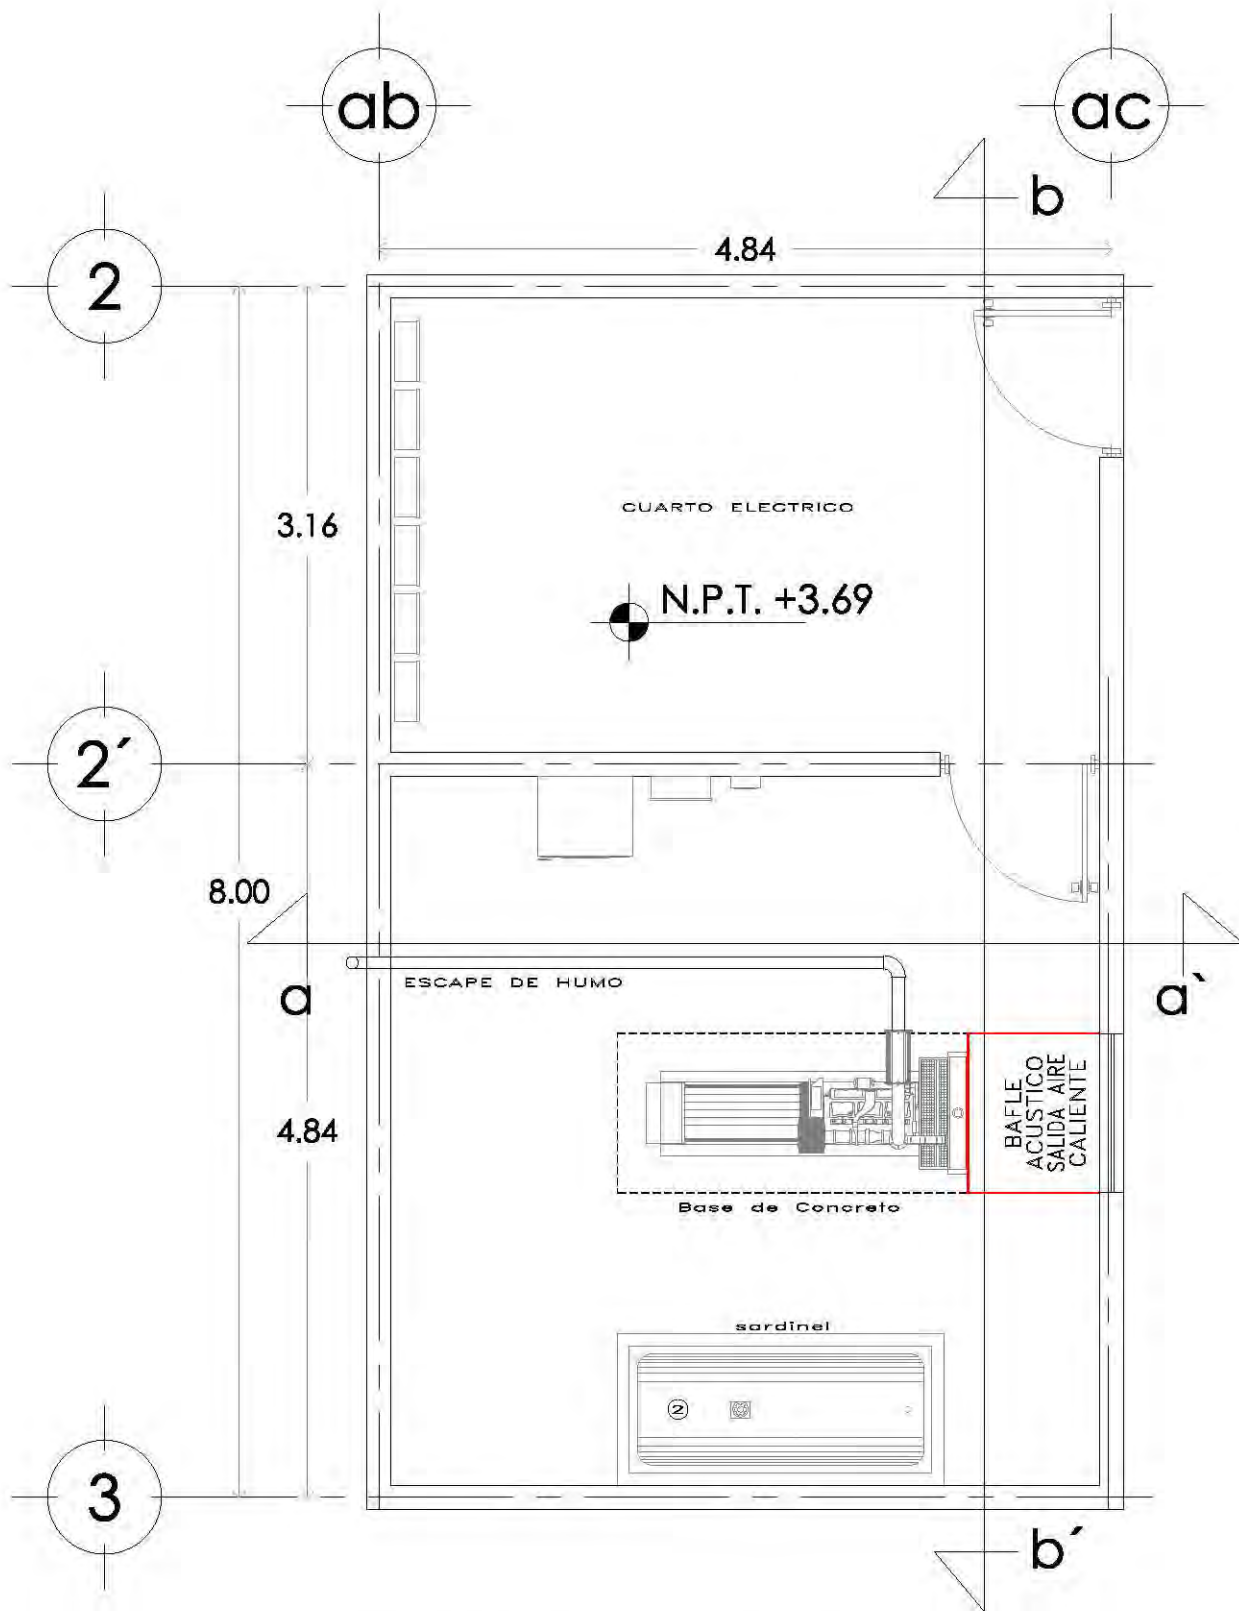 ab
ac
b
4.84
2
3.16
CUARTO ELECTRICO
N.P.T. +3.69
2´
8.00
ESCAPE DE HUMO
a
a`
BAFLE
ACUSTICO
SALIDA AIRE
CALIENTE
4.84
Base de Concreto
sardinel
2
3
b´